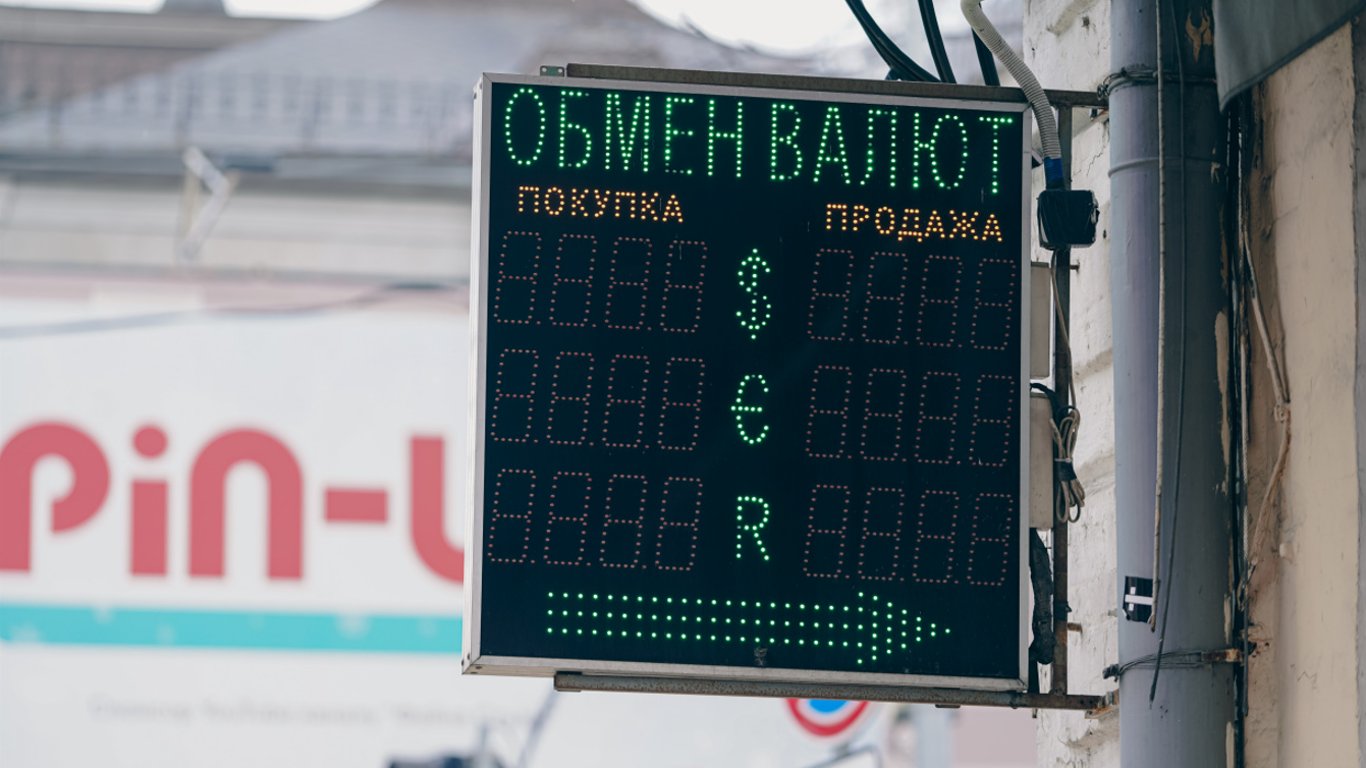 ОБМЕН ВАЛЮТ
ПОКУПКА ПРОДАЖА
$
€
R
Pin-U